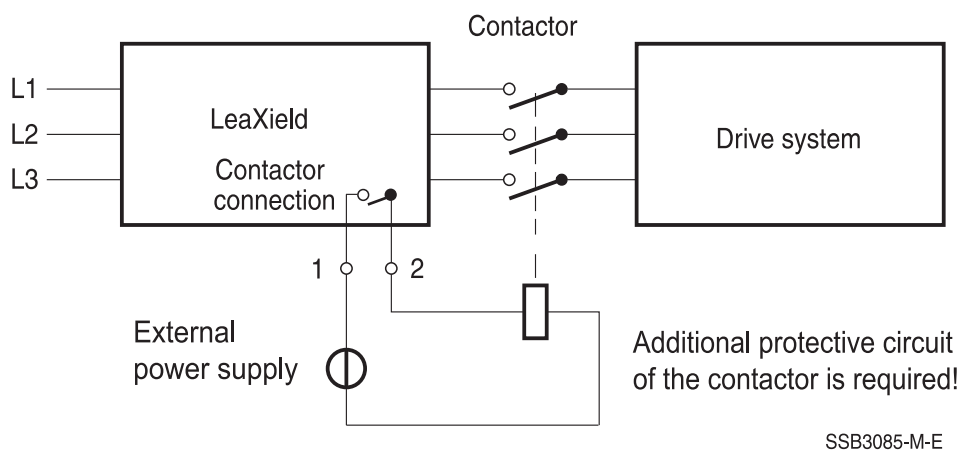 Contactor
L1
L2
L3
LeaXield
Contactor
connection
Drive system
1
2
External
power supply
Additional protective circuit
of the contactor is required!
SSB3085-M-E